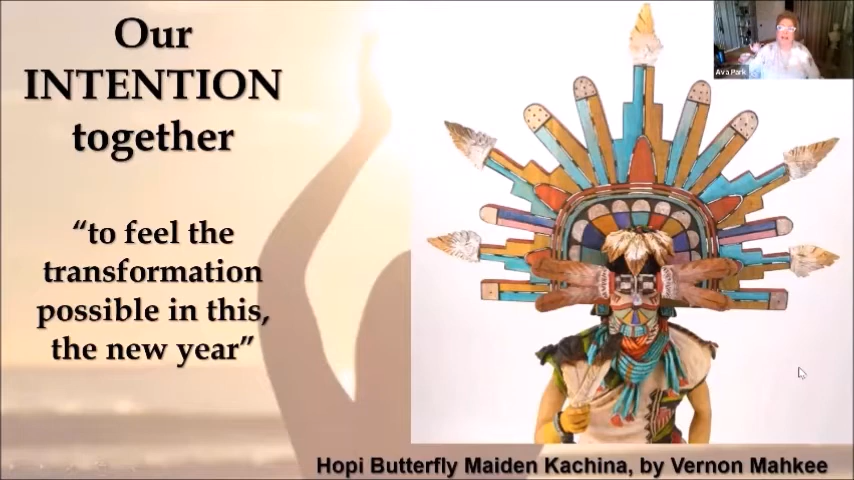 Our
INTENTION
together
“to feel the
transformation
possible in this,
the new year”
Ava Park
Hopi Butterfly Maiden Kachina, by Vernon Mahkee